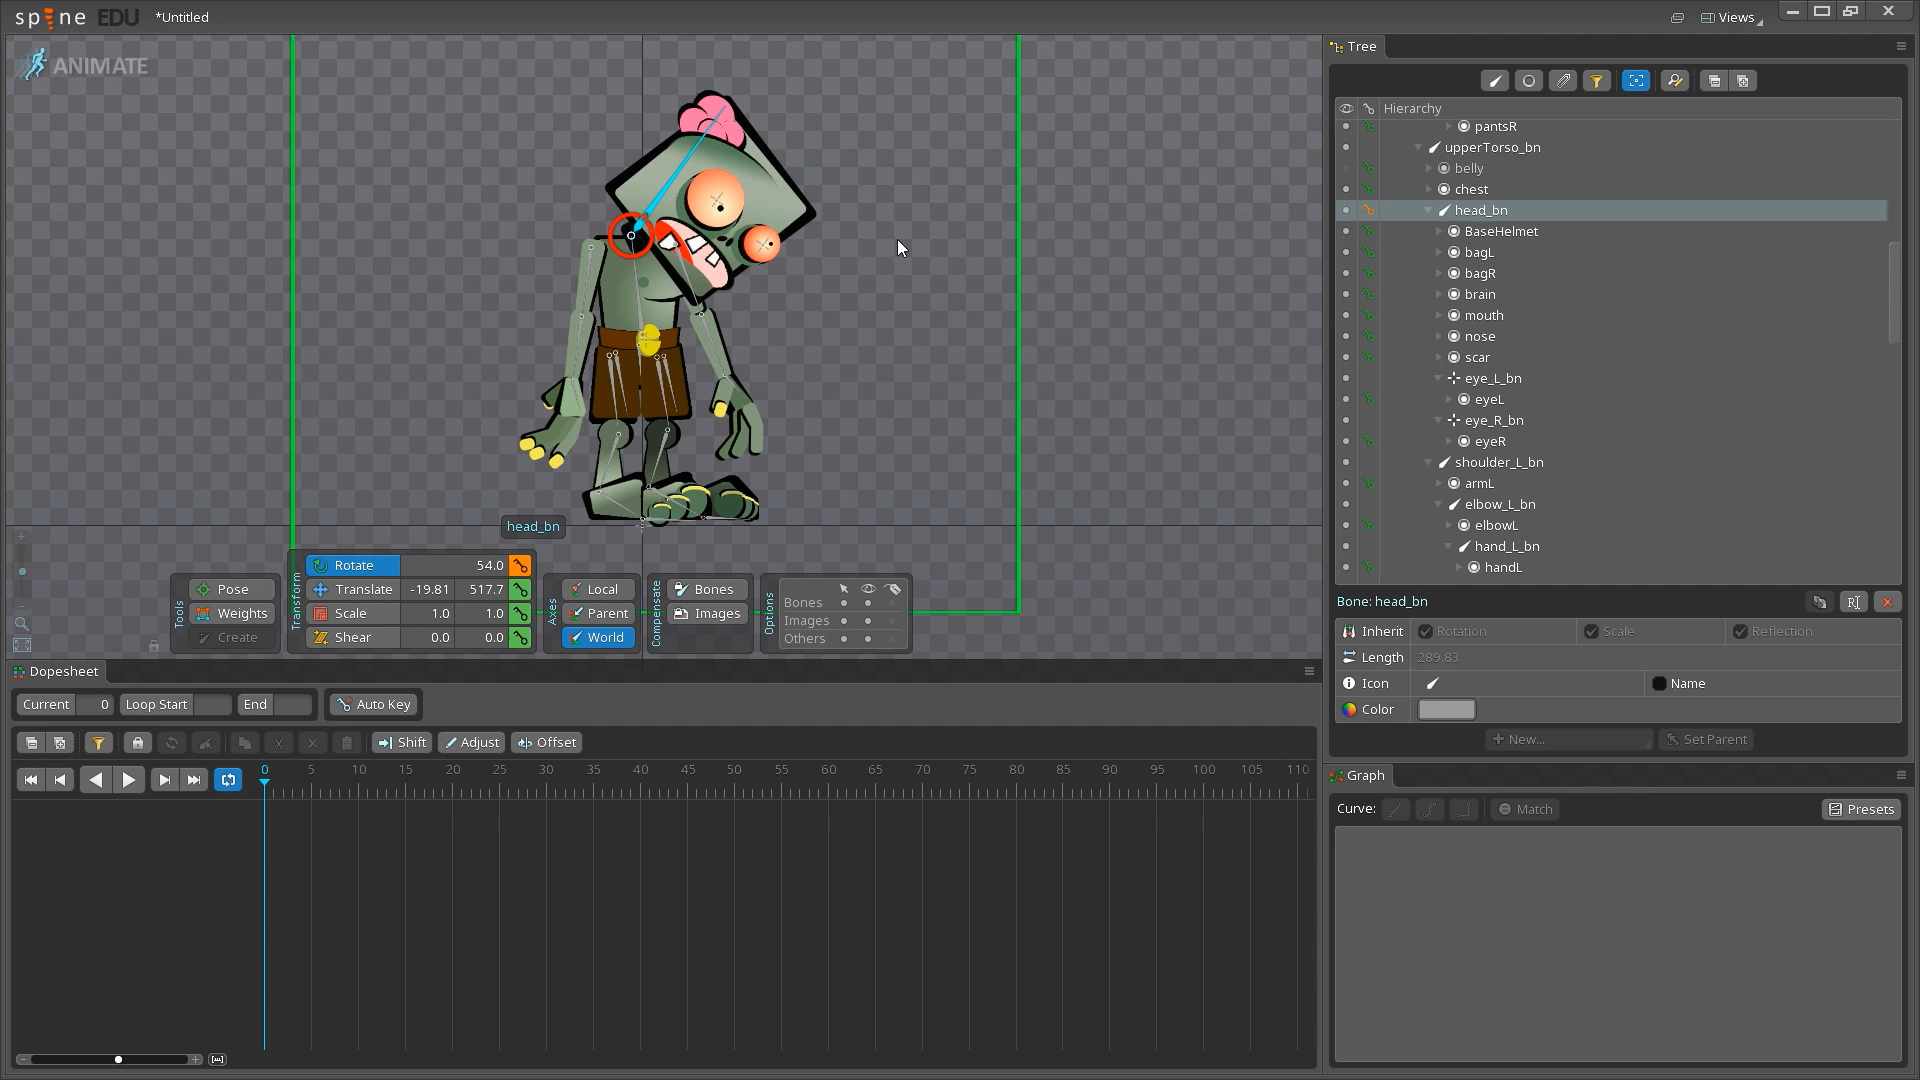 spine EDU *Untitled Views
ANIMATE
head_bn
Tools
Pose
Weights
Create
Transform
Rotate 54.0
Translate -19.81 517.7
Scale 1.0 1.0
Shear 0.0 0.0
Axes
Local
Parent
World
Compensate
Bones
Images
Options
Bones
Images
Others
Dopesheet
Current 0 Loop Start End Auto Key
Shift Adjust Offset
0 5 10 15 20 25 30 35 40 45 50 55 60 65 70 75 80 85 90 95 100 105 110
Tree
Hierarchy
pantsR
upperTorso_bn
belly
chest
head_bn
BaseHelmet
bagL
bagR
brain
mouth
nose
scar
eye_L_bn
eyeL
eye_R_bn
eyeR
shoulder_L_bn
armL
elbow_L_bn
elbowL
hand_L_bn
handL
Bone: head_bn
Inherit Rotation Scale Reflection
Length 289.83
Icon Name
Color
+ New... Set Parent
Graph
Curve: Match Presets